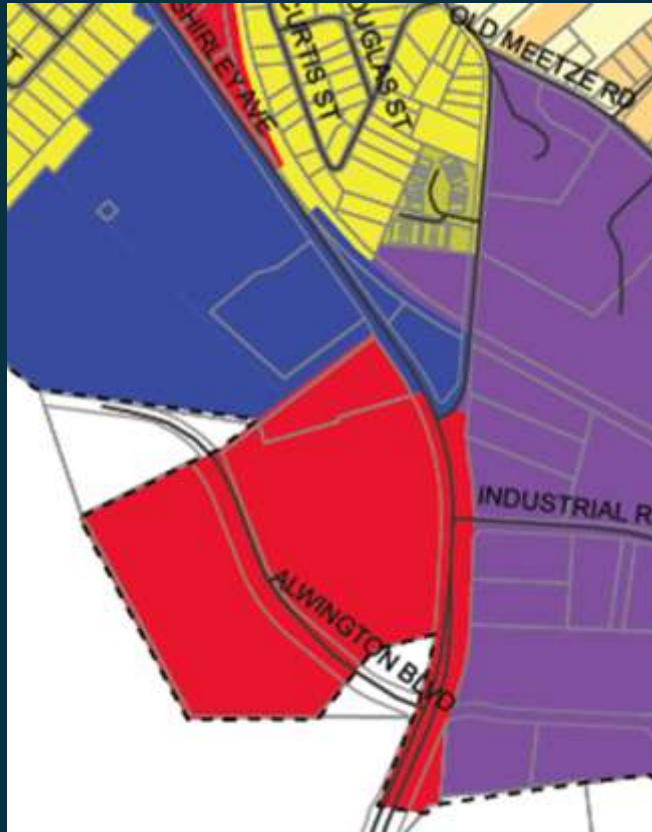 SHIRLEY AVE
CURTIS ST
DOUGLAS ST
OLD MEETZE RD
INDUSTRIAL R
ALWINGTON BLVD